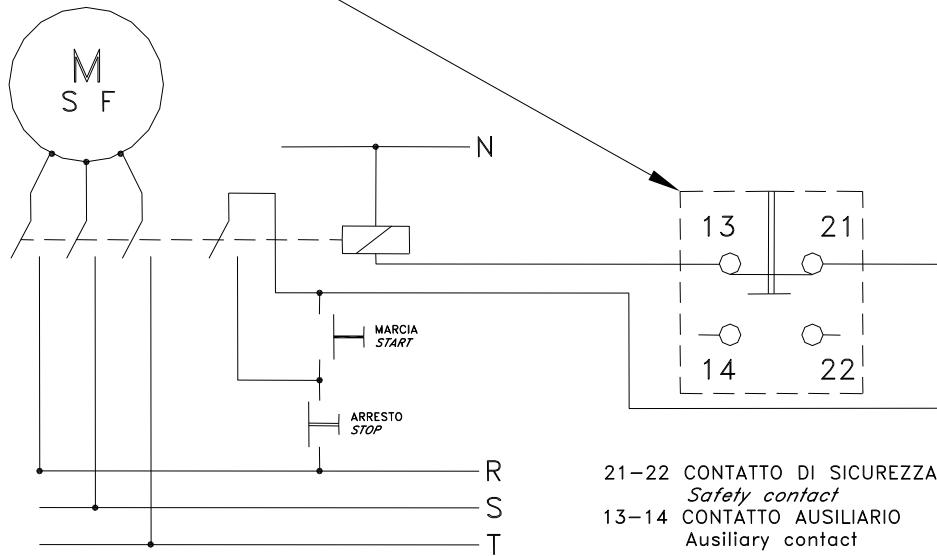 M
S F
N
13 21
14 22
MARCIA
START
ARRESTO
STOP
R
S
T
21-22 CONTATTO DI SICUREZZA
Safety contact
13-14 CONTATTO AUSILIARIO
Ausiliary contact